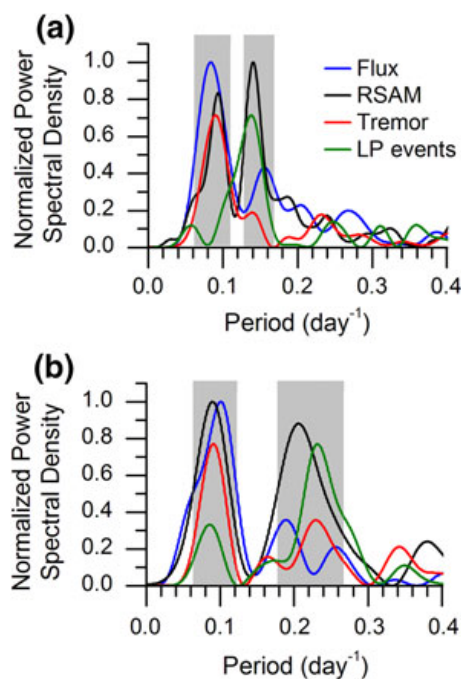 (a)
Normalized Power
Spectral Density
1.0
0.8
0.6
0.4
0.2
0.0
Flux
RSAM
Tremor
LP events
0.0 0.1 0.2 0.3 0.4
Period (day⁻¹)
(b)
Normalized Power
Spectral Density
1.0
0.8
0.6
0.4
0.2
0.0
0.0 0.1 0.2 0.3 0.4
Period (day⁻¹)